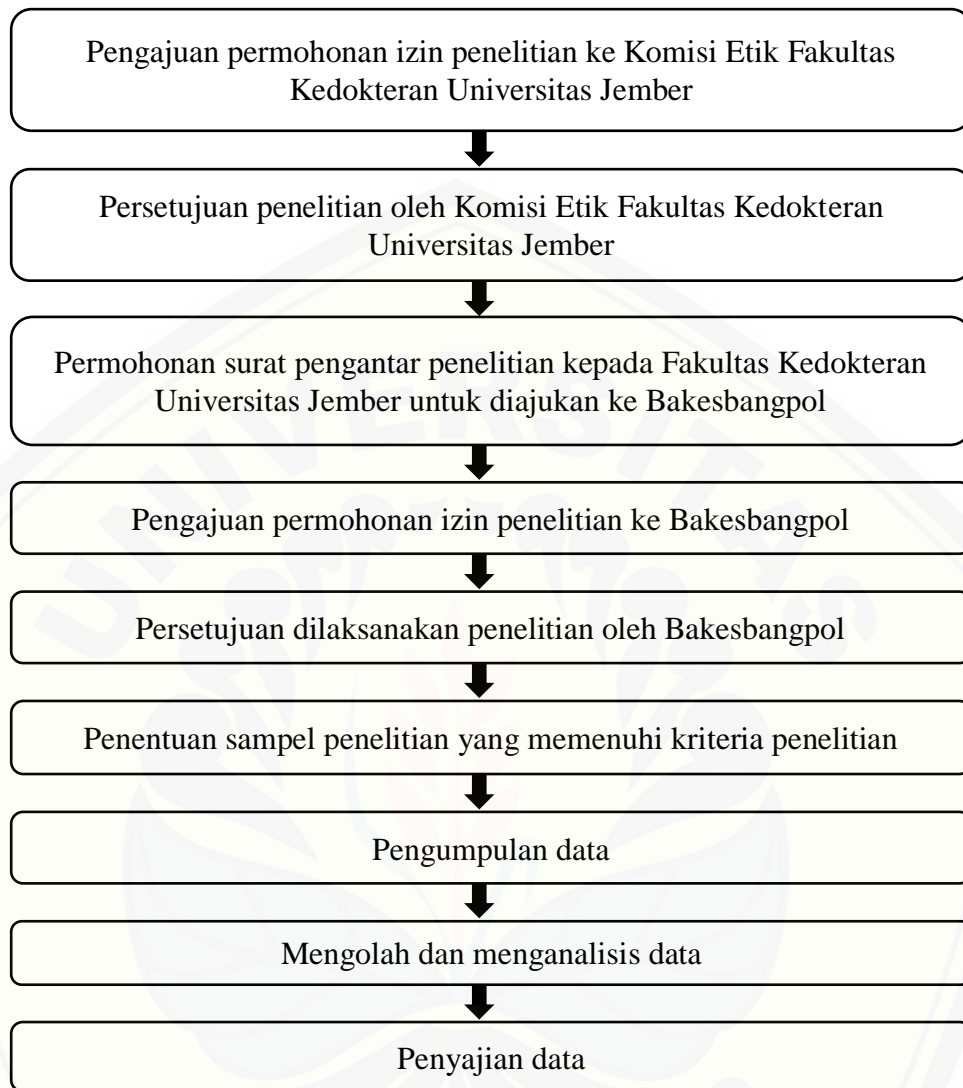 Pengajuan permohonan izin penelitian ke Komisi Etik Fakultas
Kedokteran Universitas Jember
Persetujuan penelitian oleh Komisi Etik Fakultas Kedokteran
Universitas Jember
Permohonan surat pengantar penelitian kepada Fakultas Kedokteran
Universitas Jember untuk diajukan ke Bakesbangpol
Pengajuan permohonan izin penelitian ke Bakesbangpol
Persetujuan dilaksanakan penelitian oleh Bakesbangpol
Penentuan sampel penelitian yang memenuhi kriteria penelitian
Pengumpulan data
Mengolah dan menganalisis data
Penyajian data
UNIVERSITAS